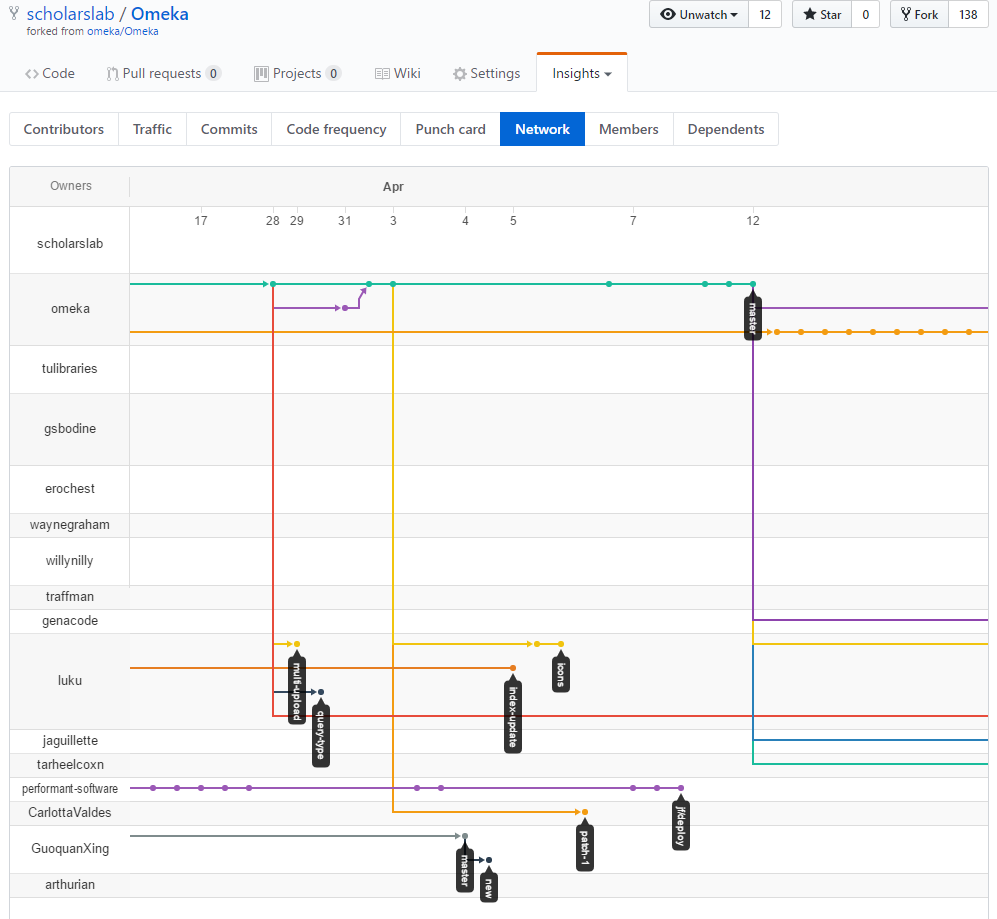 scholarslab / Omeka
Unwatch 12 Star 0 Fork 138
forked from omeka/Omeka
<> Code Pull requests 0 Projects 0 Wiki Settings Insights
Contributors Traffic Commits Code frequency Punch card Network Members Dependents
Owners Apr
17 28 29 31 3 4 5 7 12
scholarslab
omeka
master
tulibraries
gsbodine
erochest
waynegraham
willynilly
traffman
genacode
luku
multi-upload
icons
index-update
query-type
jaguillette
tarheelcoxn
performant-software
jf/deploy
CarlottaValdes
patch-1
GuoquanXing
master
new
arthurian